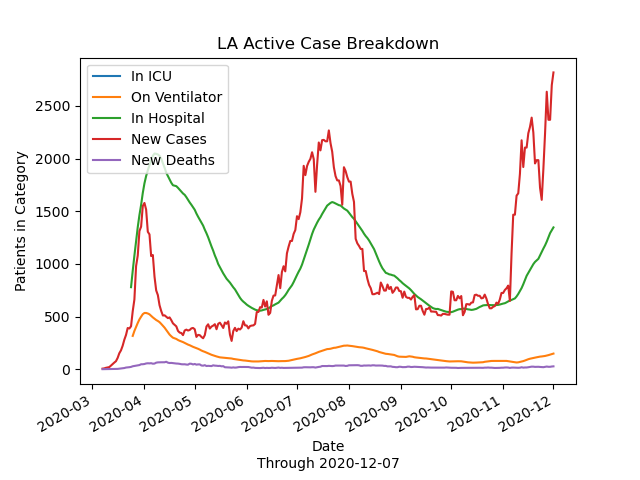 LA Active Case Breakdown
In ICU
On Ventilator
In Hospital
New Cases
New Deaths
Patients in Category
2500
2000
1500
1000
500
0
2020-03
2020-04
2020-05
2020-06
2020-07
2020-08
2020-09
2020-10
2020-11
2020-12
Date
Through 2020-12-07